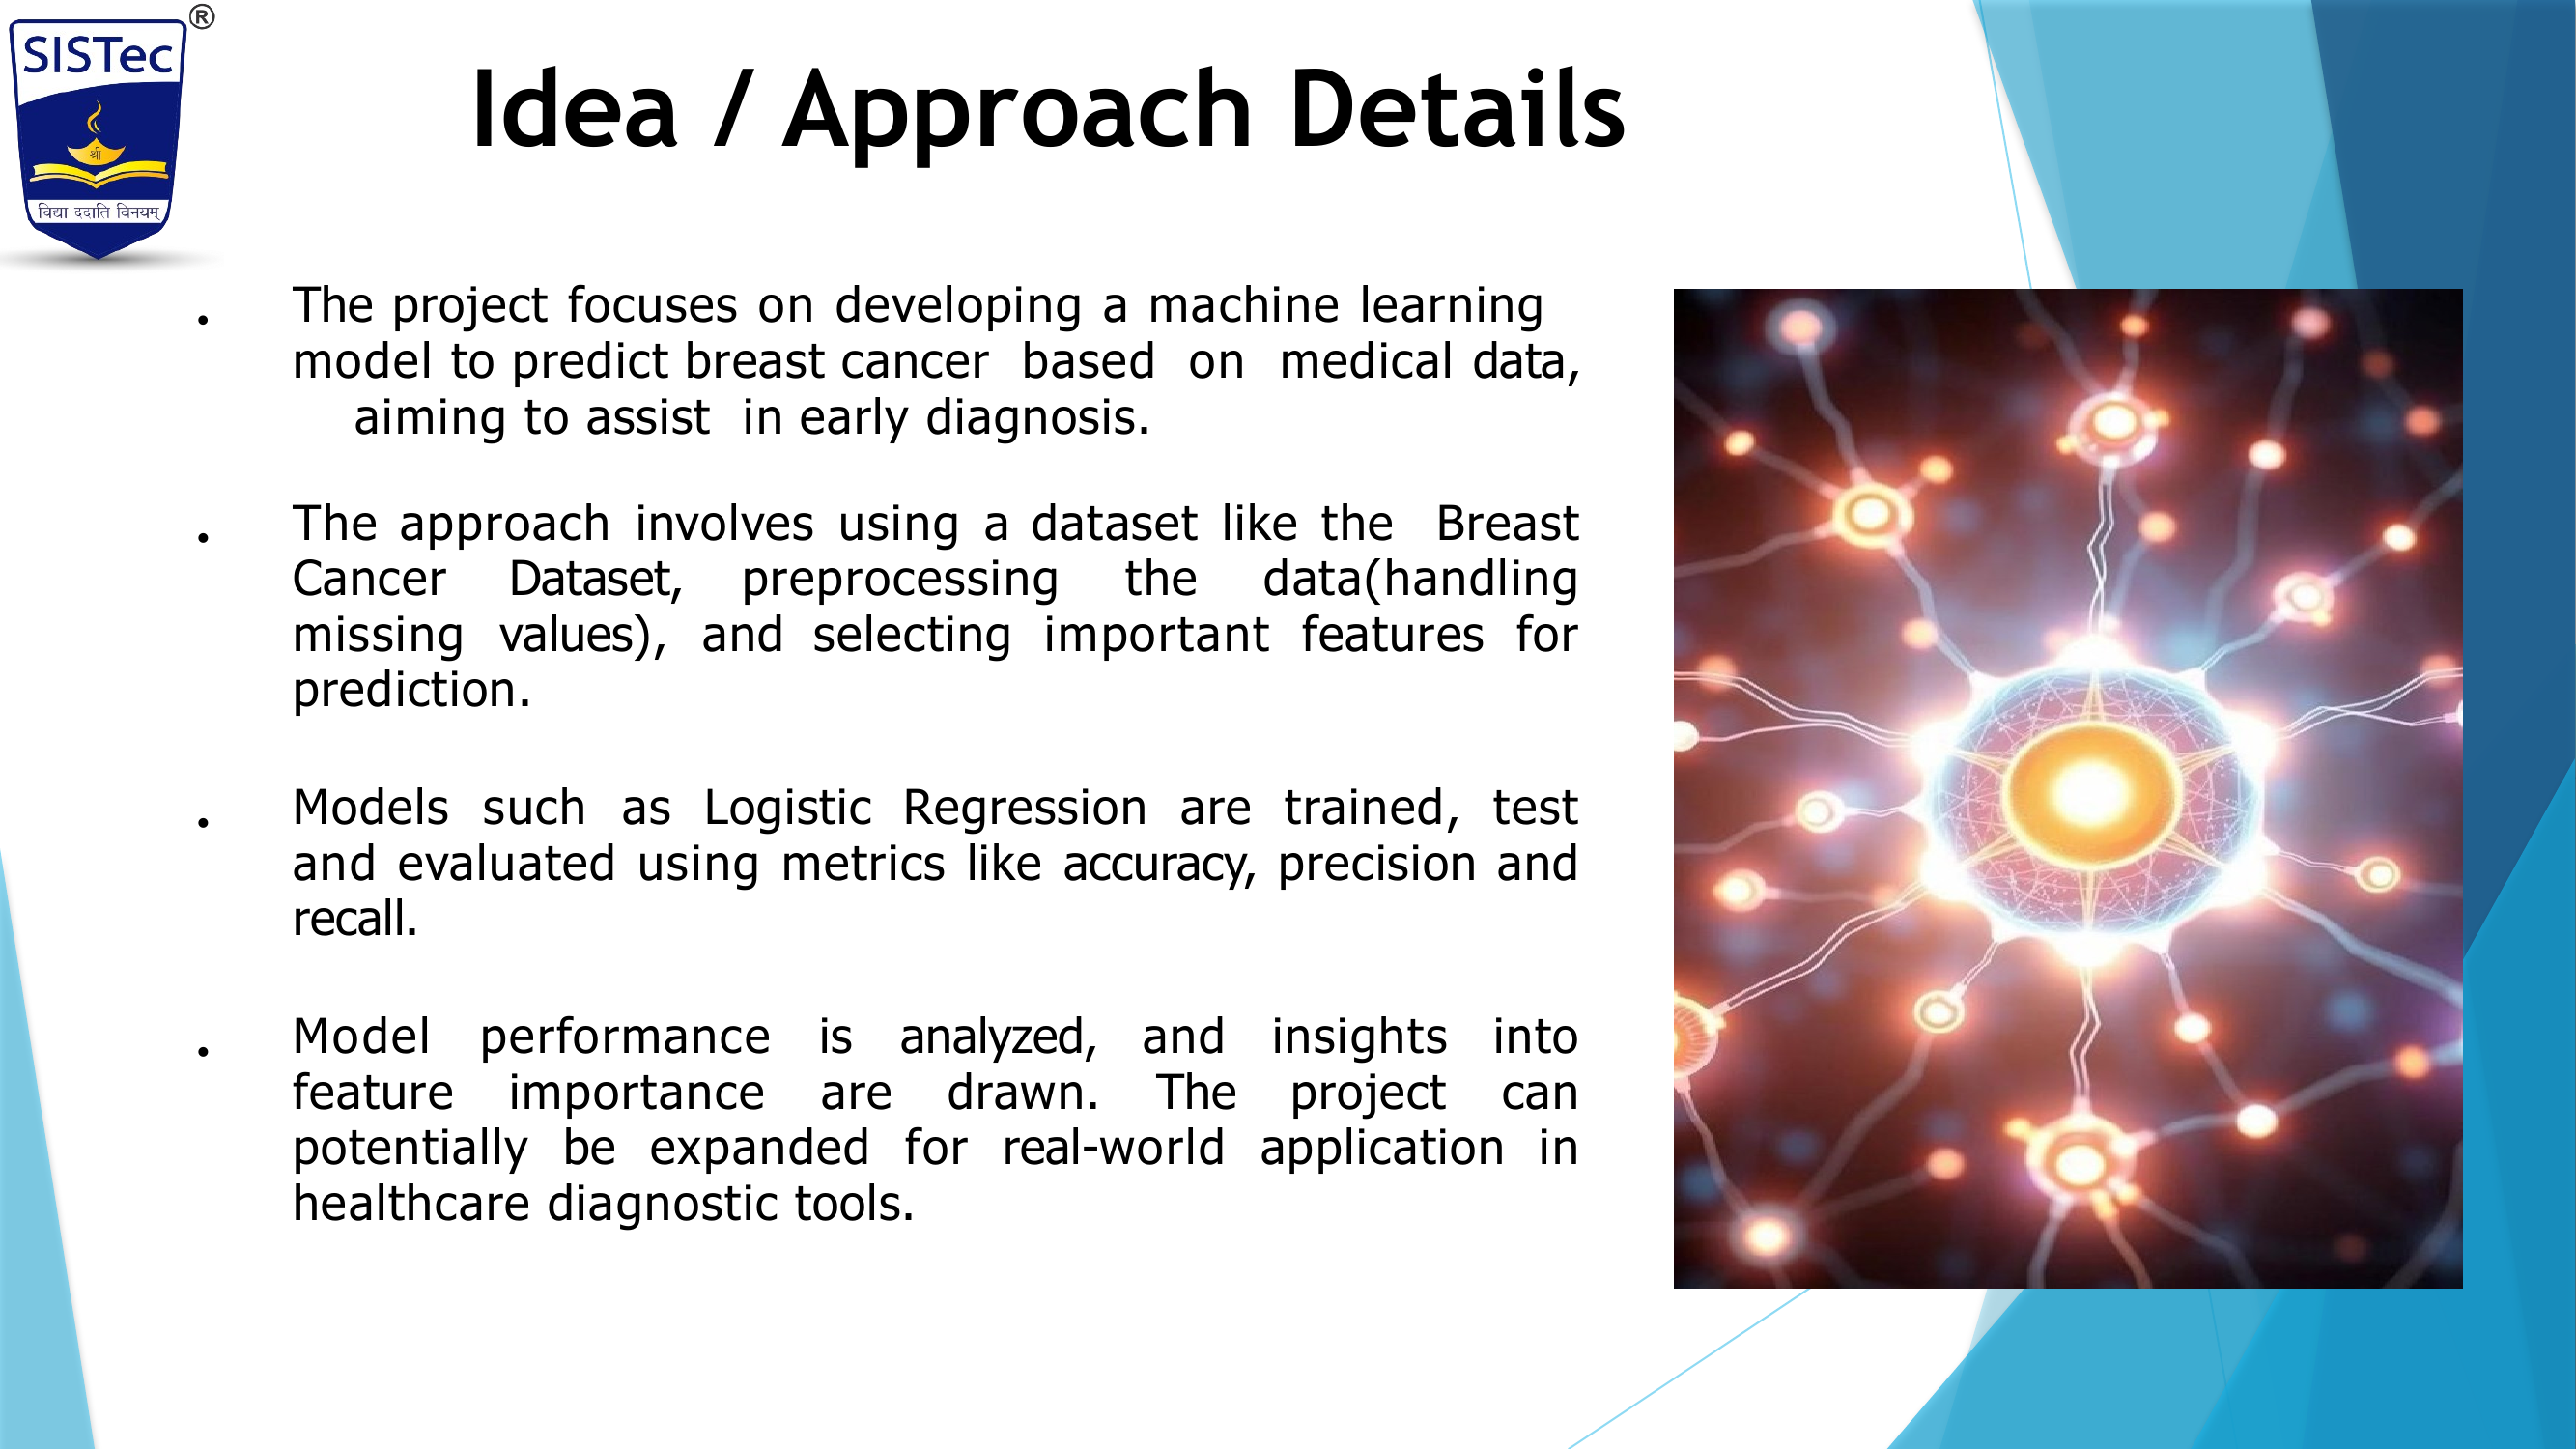 ®
SISTec
श्री
विद्या ददाति विनयम्
Idea / Approach Details
• The project focuses on developing a machine learning
model to predict breast cancer based on medical data,
aiming to assist in early diagnosis.
• The approach involves using a dataset like the Breast
Cancer Dataset, preprocessing the data(handling
missing values), and selecting important features for
prediction.
• Models such as Logistic Regression are trained, test
and evaluated using metrics like accuracy, precision and
recall.
• Model performance is analyzed, and insights into
feature importance are drawn. The project can
potentially be expanded for real-world application in
healthcare diagnostic tools.